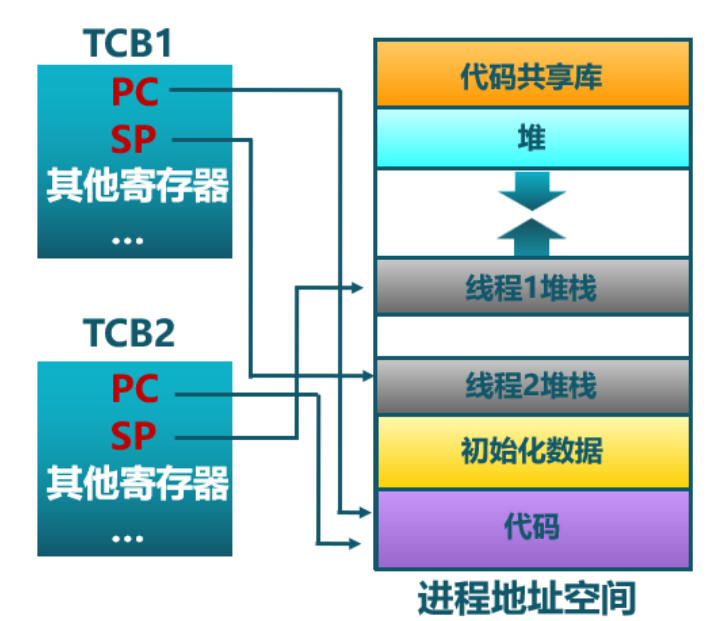 TCB1
PC
SP
其他寄存器
...
TCB2
PC
SP
其他寄存器
...
代码共享库
堆
线程1堆栈
线程2堆栈
初始化数据
代码
进程地址空间